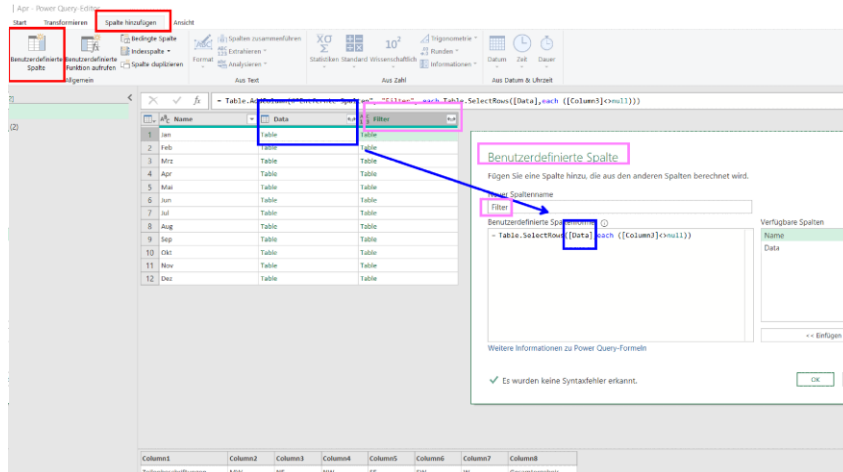 Apr - Power Query-Editor
Start Transformieren Spalte hinzufügen Ansicht
Benutzerdefinierte Spalte
Benutzerdefinierte Funktion aufrufen
Bedingte Spalte
Indexspalte
Spalte duplizieren
Allgemein
Format
Spalten zusammenführen
Extrahieren
Analysieren
Aus Text
Statistiken Standard Wissenschaftlich
10²
Trigonometrie
Runden
Informationen
Aus Zahl
Datum Zeit Dauer
Aus Datum & Uhrzeit
(2)
fx = Table.AddColumn(#"Entfernte Spalten", "Filter", each Table.SelectRows([Data],each ([Column3]<>null)))
Name Data Filter
1 Jan Table Table
2 Feb Table Table
3 Mrz Table Table
4 Apr Table Table
5 Mai Table Table
6 Jun Table Table
7 Jul Table Table
8 Aug Table Table
9 Sep Table Table
10 Okt Table Table
11 Nov Table Table
12 Dez Table Table
Benutzerdefinierte Spalte
Fügen Sie eine Spalte hinzu, die aus den anderen Spalten berechnet wird.
Neuer Spaltenname
Filter
Benutzerdefinierte Spaltenformel
Verfügbare Spalten
= Table.SelectRows([Data],each ([Column3]<>null))
Name
Data
<< Einfügen
Weitere Informationen zu Power Query-Formeln
Es wurden keine Syntaxfehler erkannt.
OK
Column1 Column2 Column3 Column4 Column5 Column6 Column7 Column8